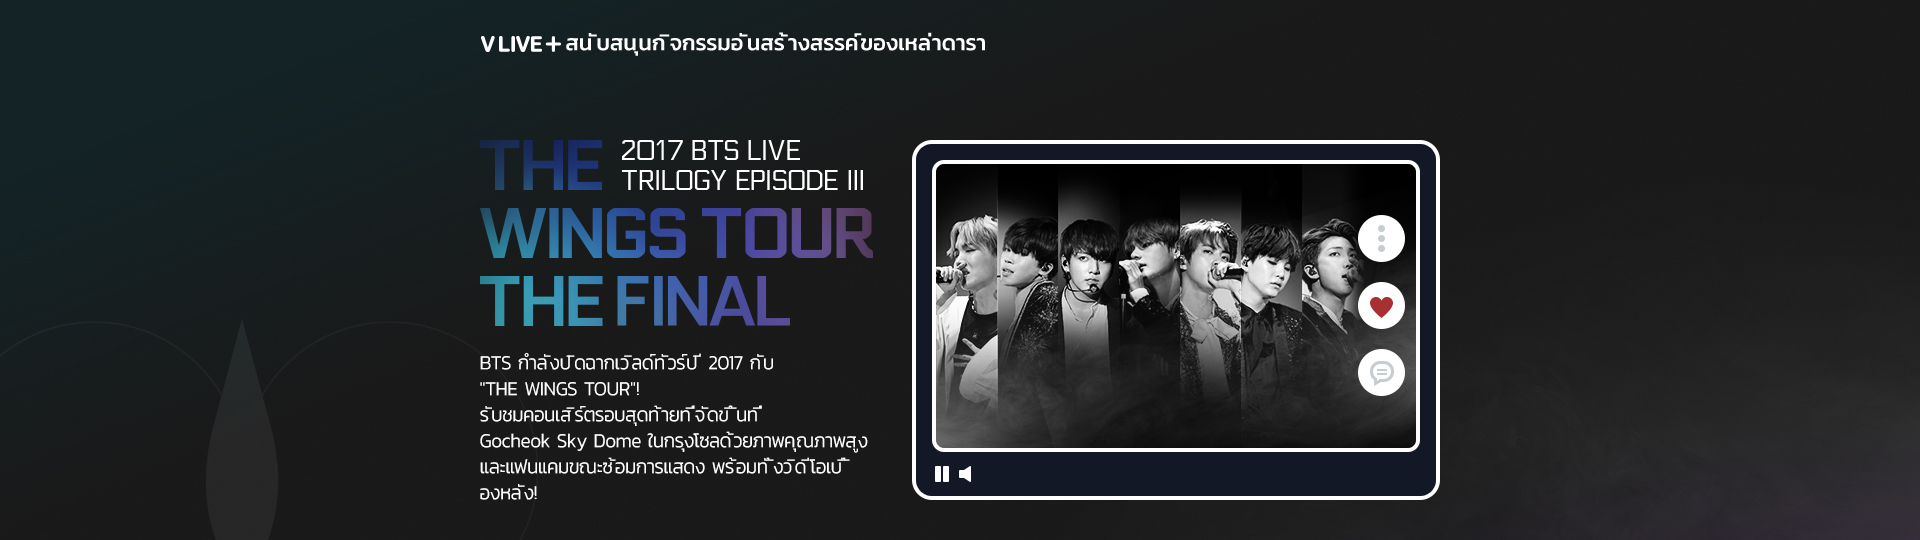 V LIVE+ สนับสนุนกิจกรรมอันสร้างสรรค์ของเหล่าดารา
THE
2017 BTS LIVE
TRILOGY EPISODE III
WINGS TOUR
THE FINAL
BTS กำลังปิดฉากเวิลด์ทัวร์ปี 2017 กับ
"THE WINGS TOUR"!
รับชมคอนเสิร์ตรอบสุดท้ายที่จัดขึ้นที่
Gocheok Sky Dome ในกรุงโซลด้วยภาพคุณภาพสูง
และแฟนแคมขณะซ้อมการแสดง พร้อมทั้งวิดีโอเบื้
องหลัง!